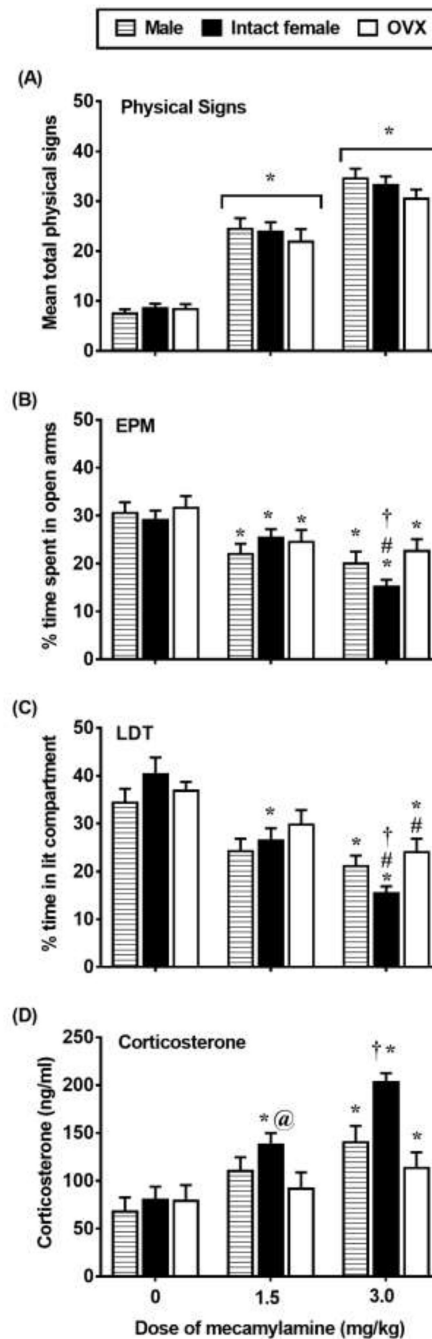 Male Intact female OVX
(A)
Physical Signs
Mean total physical signs
50
40
30
20
10
0
*
*
(B)
EPM
% time spent in open arms
50
40
30
20
10
0
* * *
* † # * *
(C)
LDT
% time in lit compartment
50
40
30
20
10
0
*
* † # * * #
(D)
Corticosterone
Corticosterone (ng/ml)
250
200
150
100
50
0
* @
* † * *
0 1.5 3.0
Dose of mecamylamine (mg/kg)